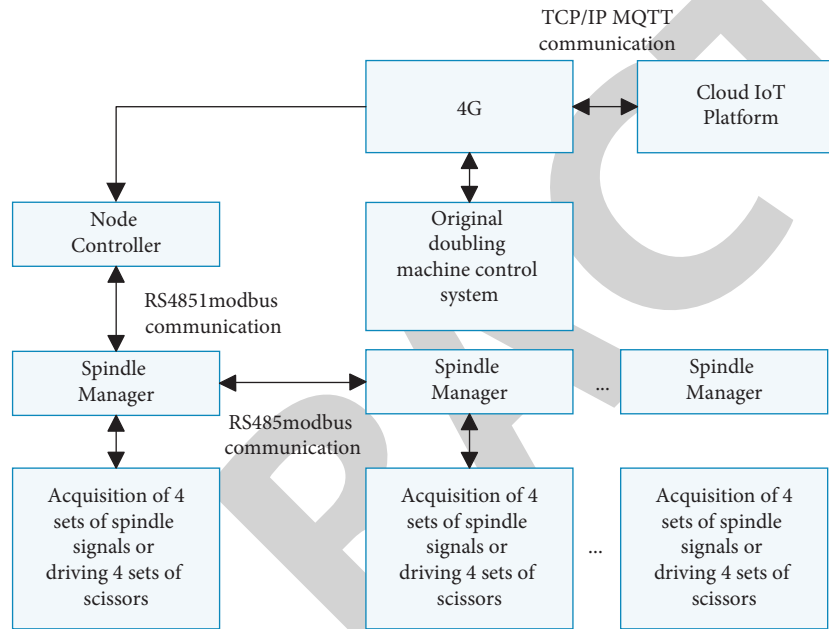 TCP/IP MQTT
communication
4G
Cloud IoT
Platform
Node
Controller
Original
doubling
machine control
system
RS4851modbus
communication
Spindle
Manager
Spindle
Manager
...
Spindle
Manager
RS485modbus
communication
Acquisition of 4
sets of spindle
signals or
driving 4 sets of
scissors
Acquisition of 4
sets of spindle
signals or
driving 4 sets of
scissors
...
Acquisition of 4
sets of spindle
signals or
driving 4 sets of
scissors